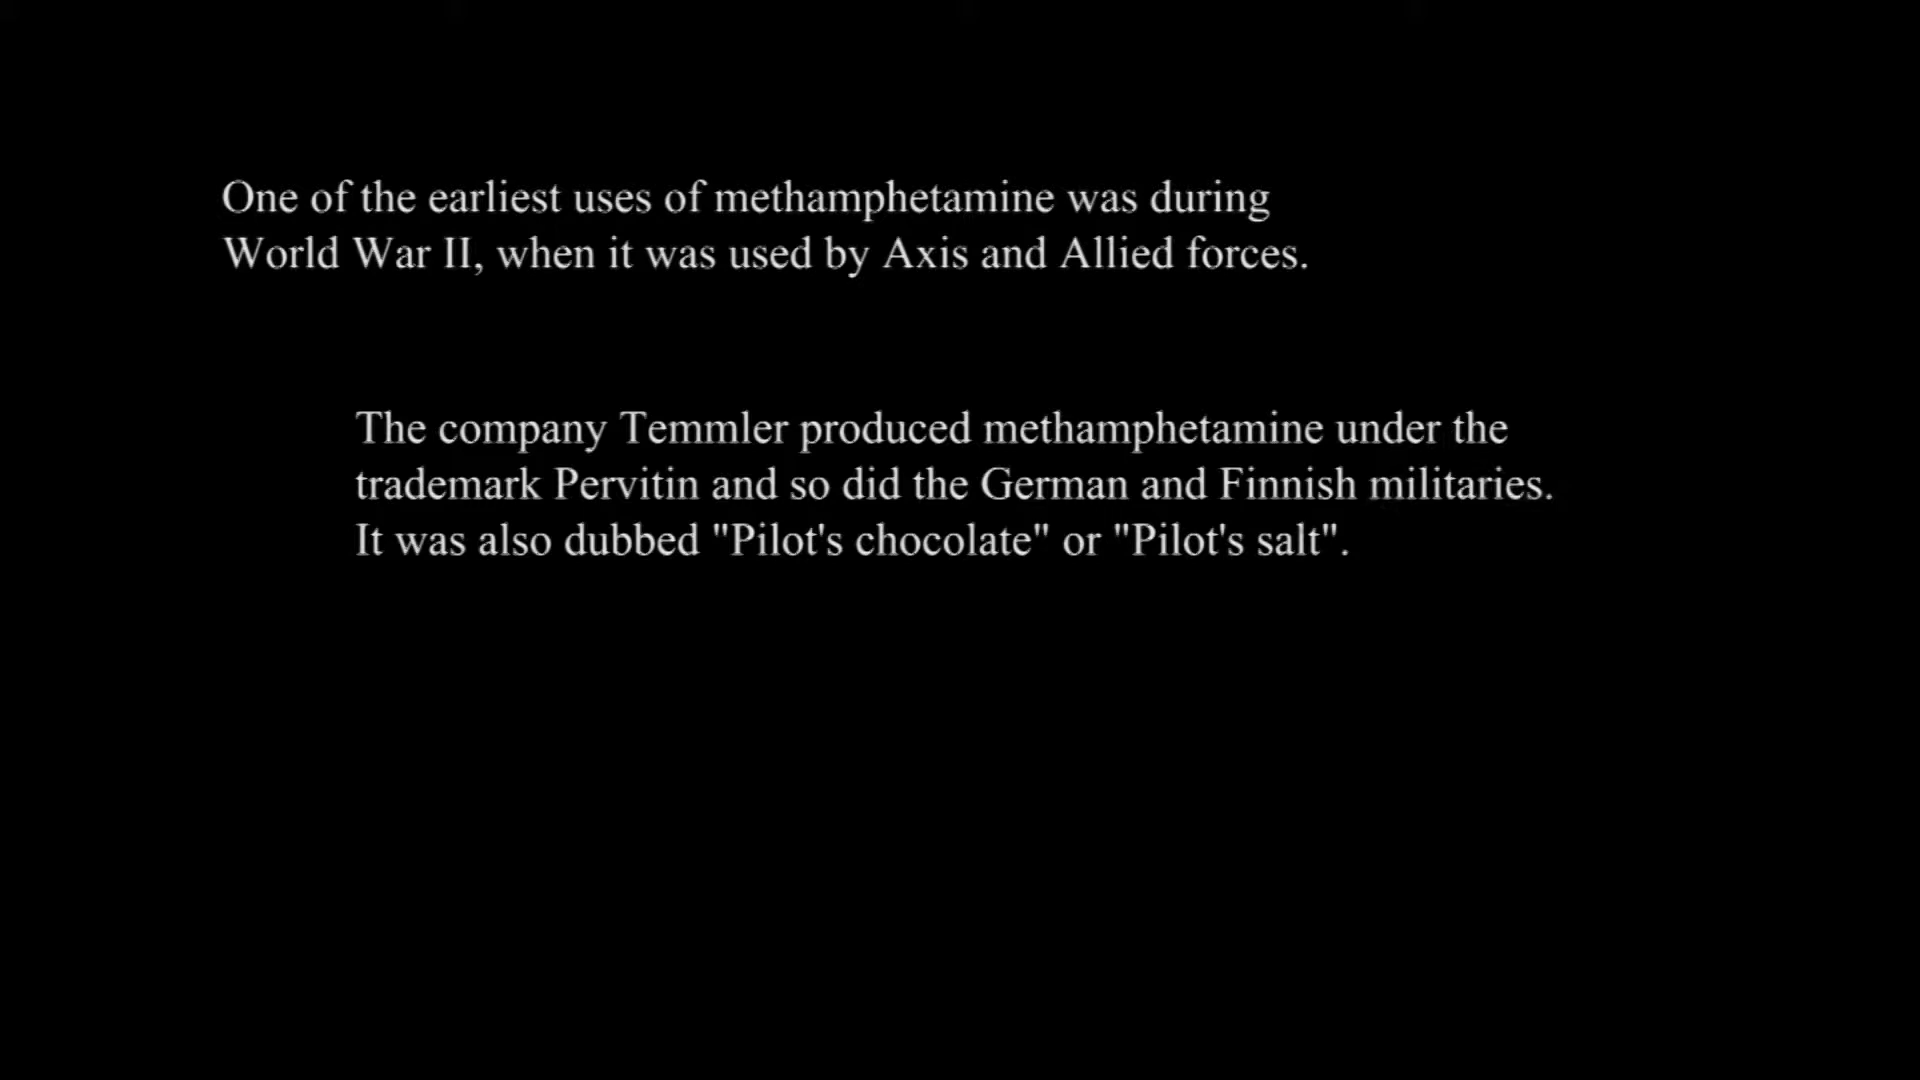 One of the earliest uses of methamphetamine was during
World War II, when it was used by Axis and Allied forces.
The company Temmler produced methamphetamine under the
trademark Pervitin and so did the German and Finnish militaries.
It was also dubbed "Pilot's chocolate" or "Pilot's salt".